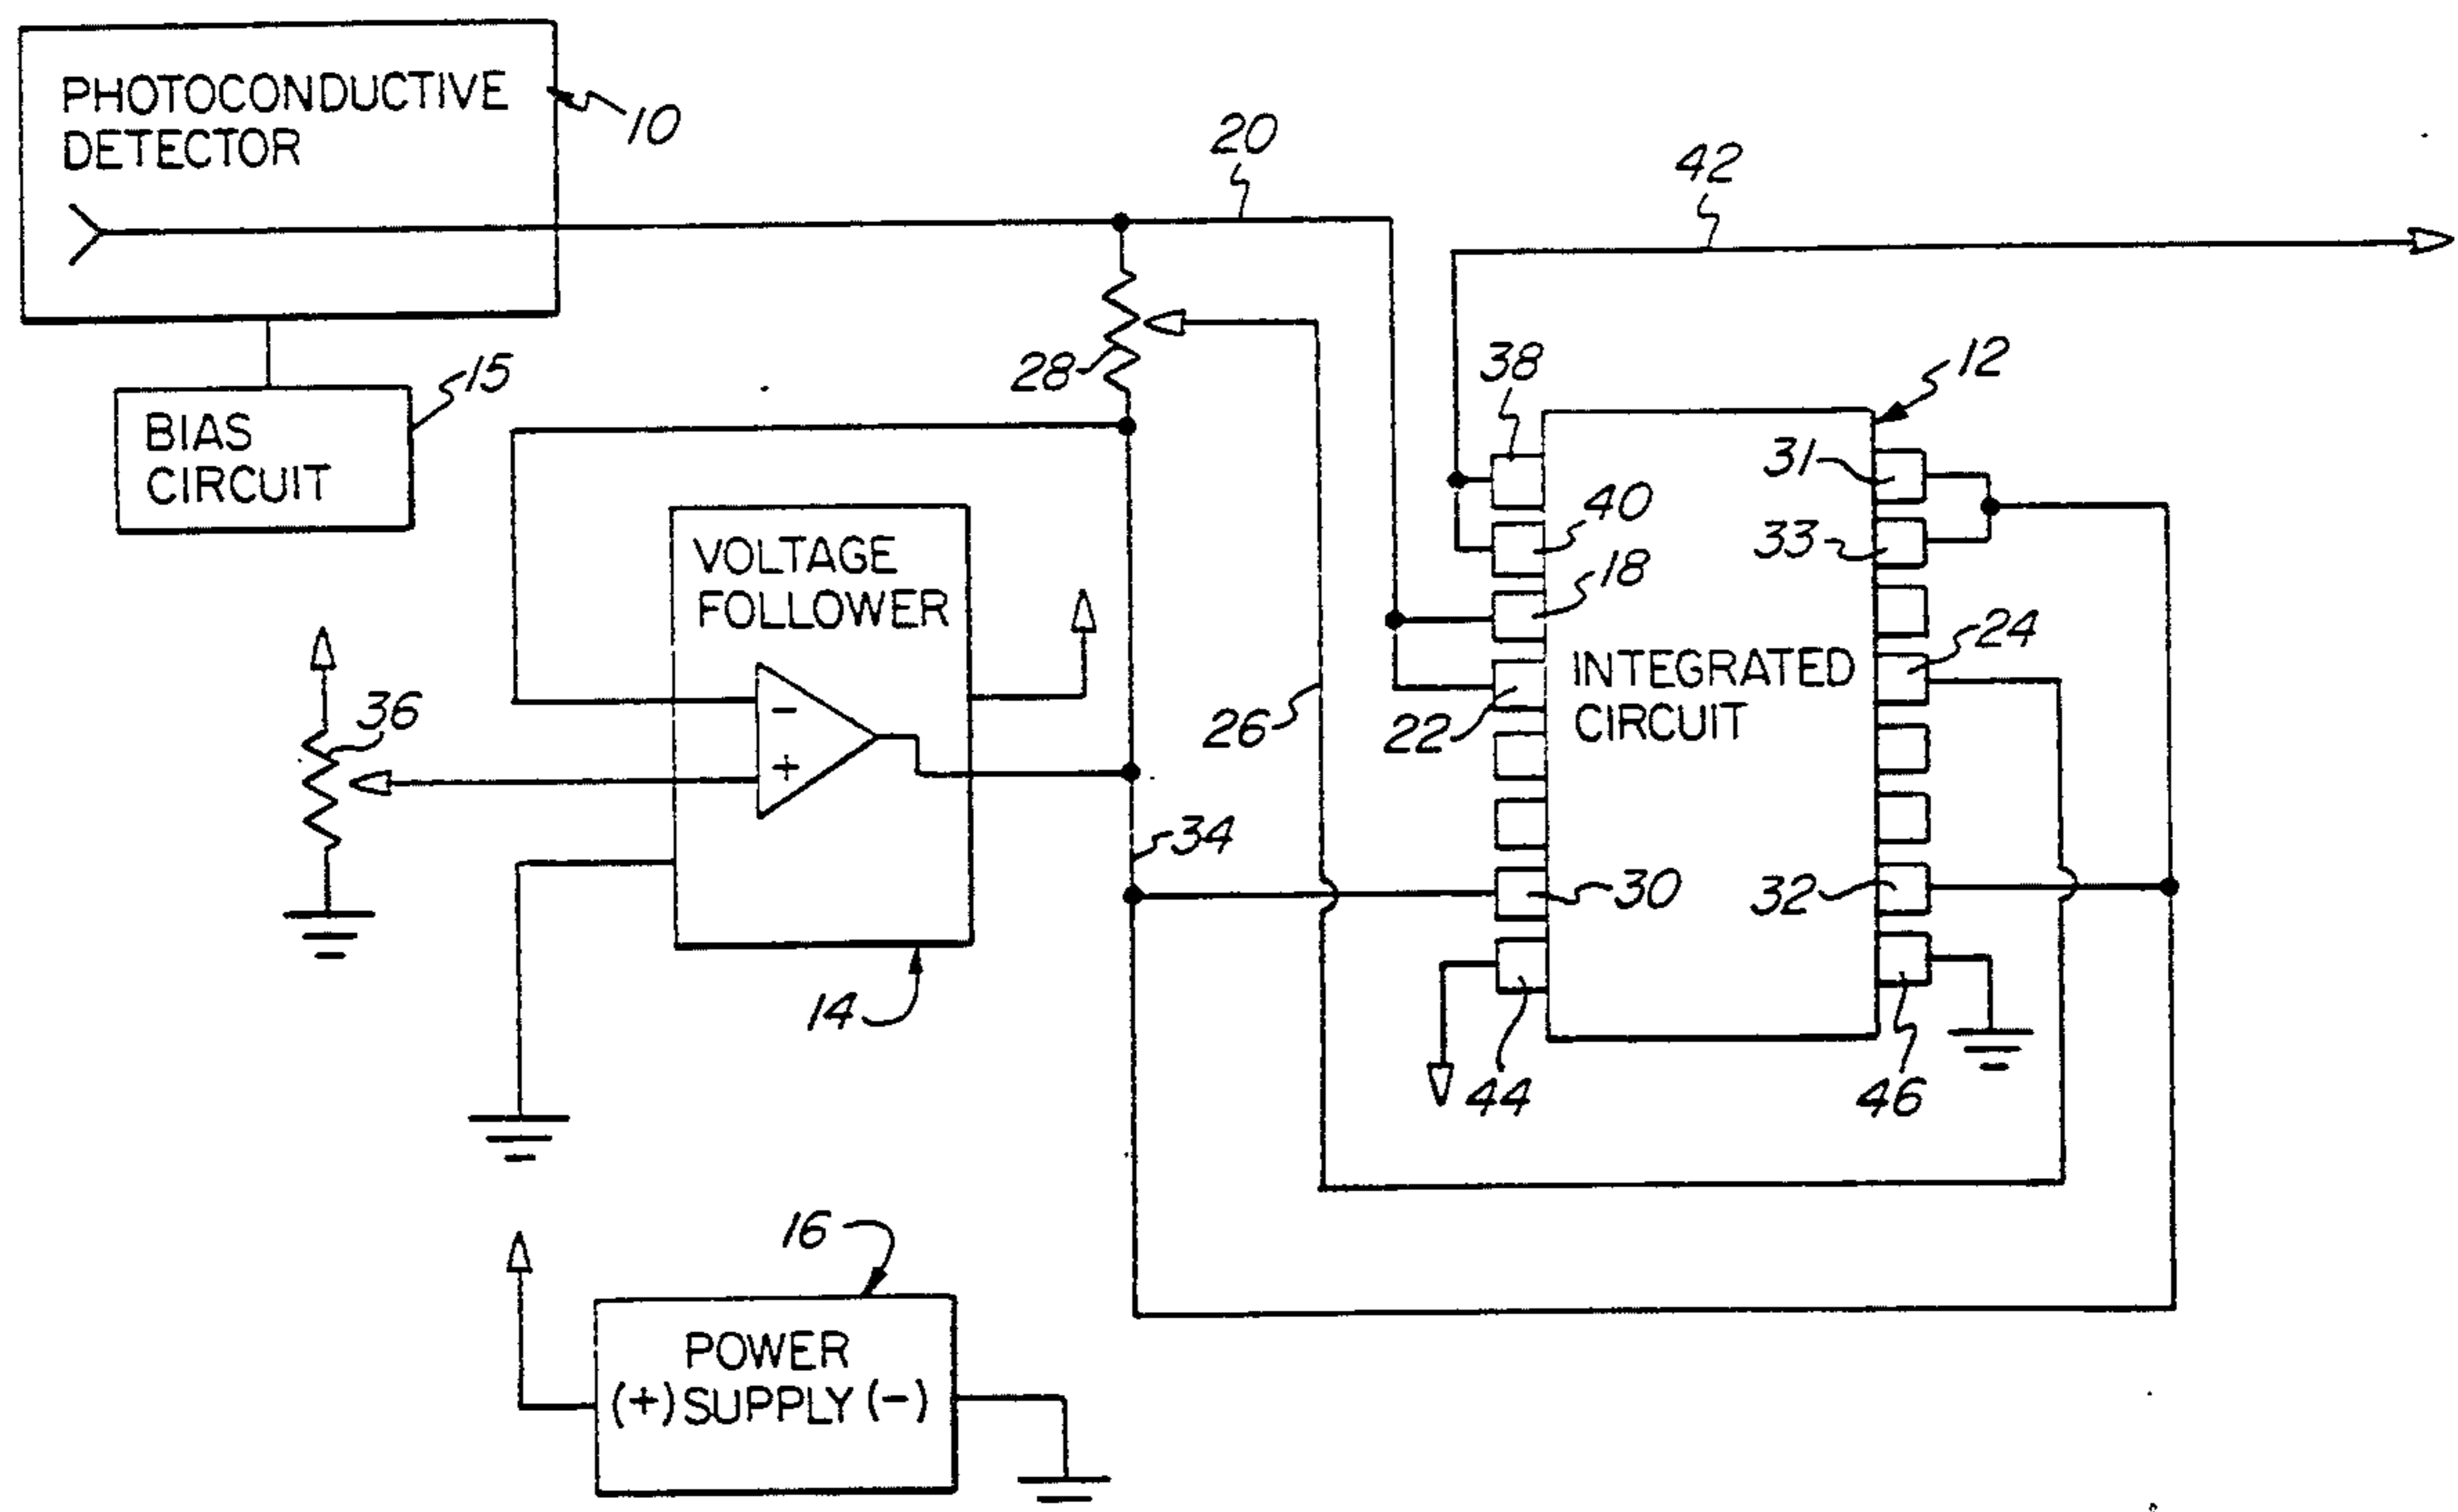 PHOTOCONDUCTIVE
DETECTOR
10
20
42
15
BIAS
CIRCUIT
28
38
12
31
40
33
18
VOLTAGE
FOLLOWER
24
INTEGRATED
CIRCUIT
36
−
26
22
+
34
30
32
14
44
46
16
POWER
(+) SUPPLY (−)